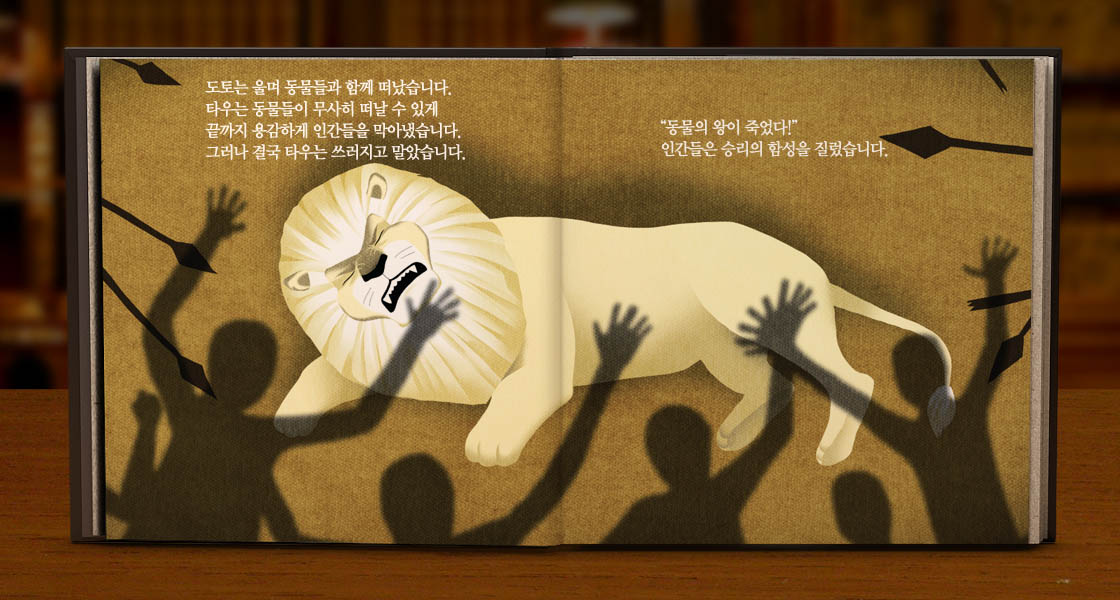 도토는 울며 동물들과 함께 떠났습니다.
타우는 동물들이 무사히 떠날 수 있게
끝까지 용감하게 인간들을 막아냈습니다.
그러나 결국 타우는 쓰러지고 말았습니다.
“동물의 왕이 죽었다!”
인간들은 승리의 함성을 질렀습니다.